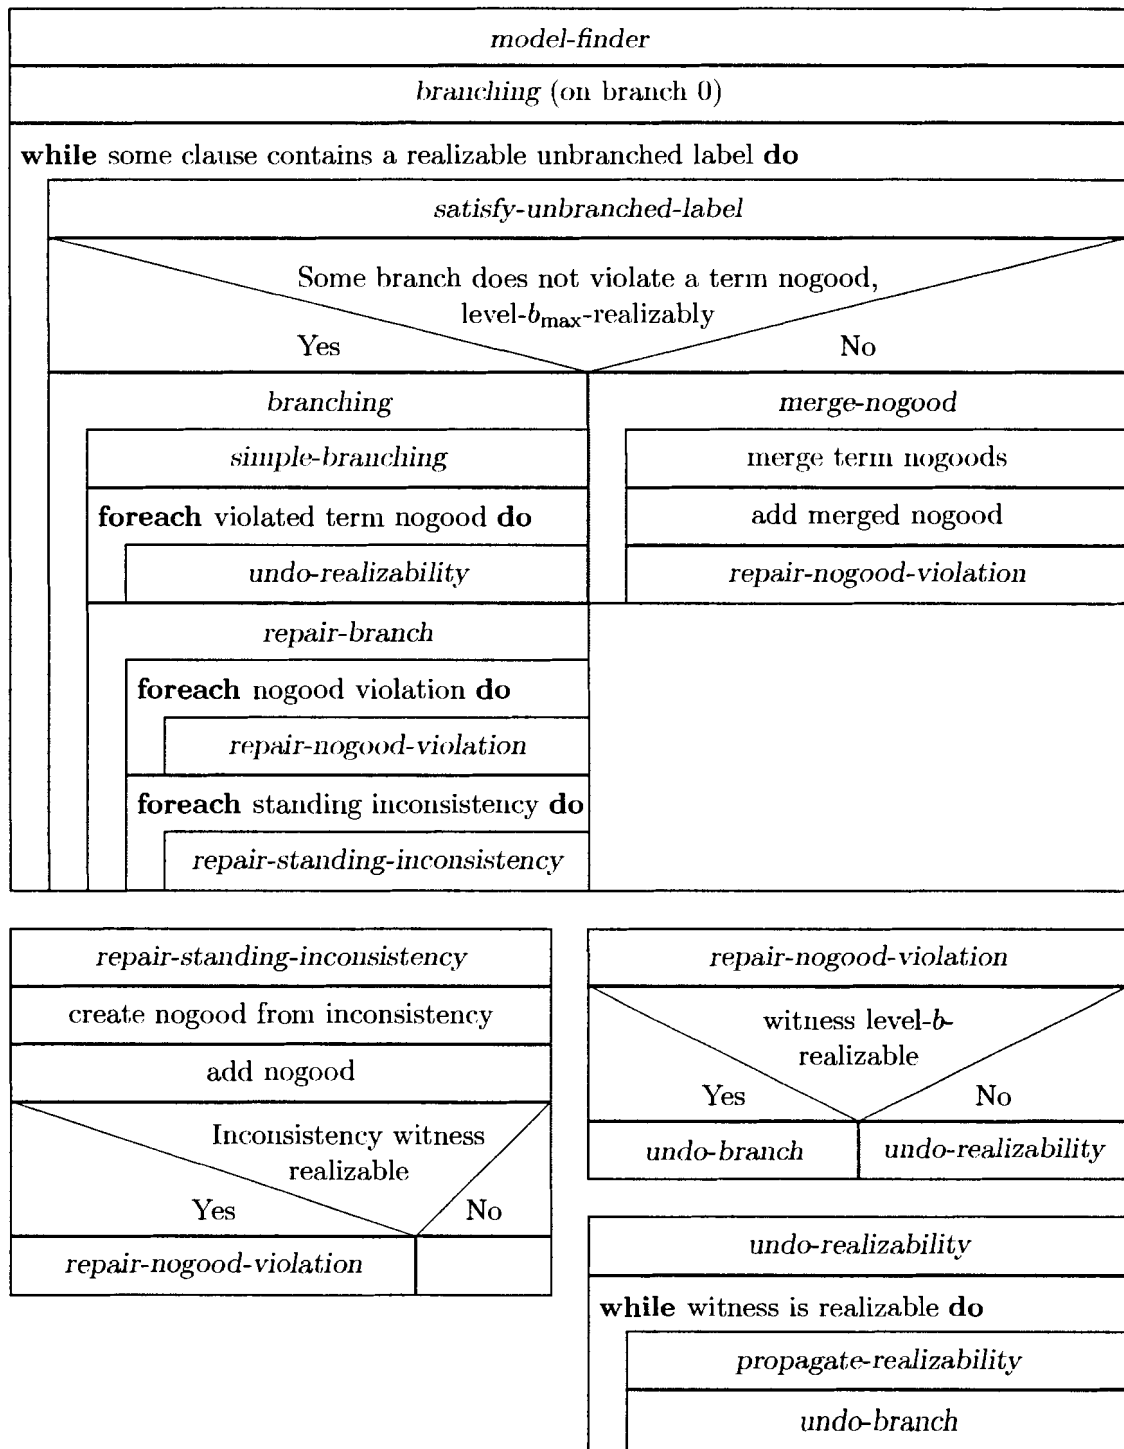 model-finder
branching (on branch 0)
while some clause contains a realizable unbranched label do
satisfy-unbranched-label
Some branch does not violate a term nogood,
level-bmax-realizably
Yes
No
branching
simple-branching
foreach violated term nogood do
undo-realizability
repair-branch
foreach nogood violation do
repair-nogood-violation
foreach standing inconsistency do
repair-standing-inconsistency
merge-nogood
merge term nogoods
add merged nogood
repair-nogood-violation
repair-standing-inconsistency
create nogood from inconsistency
add nogood
Inconsistency witness
realizable
Yes
No
repair-nogood-violation
repair-nogood-violation
witness level-b-
realizable
Yes
No
undo-branch
undo-realizability
undo-realizability
while witness is realizable do
propagate-realizability
undo-branch